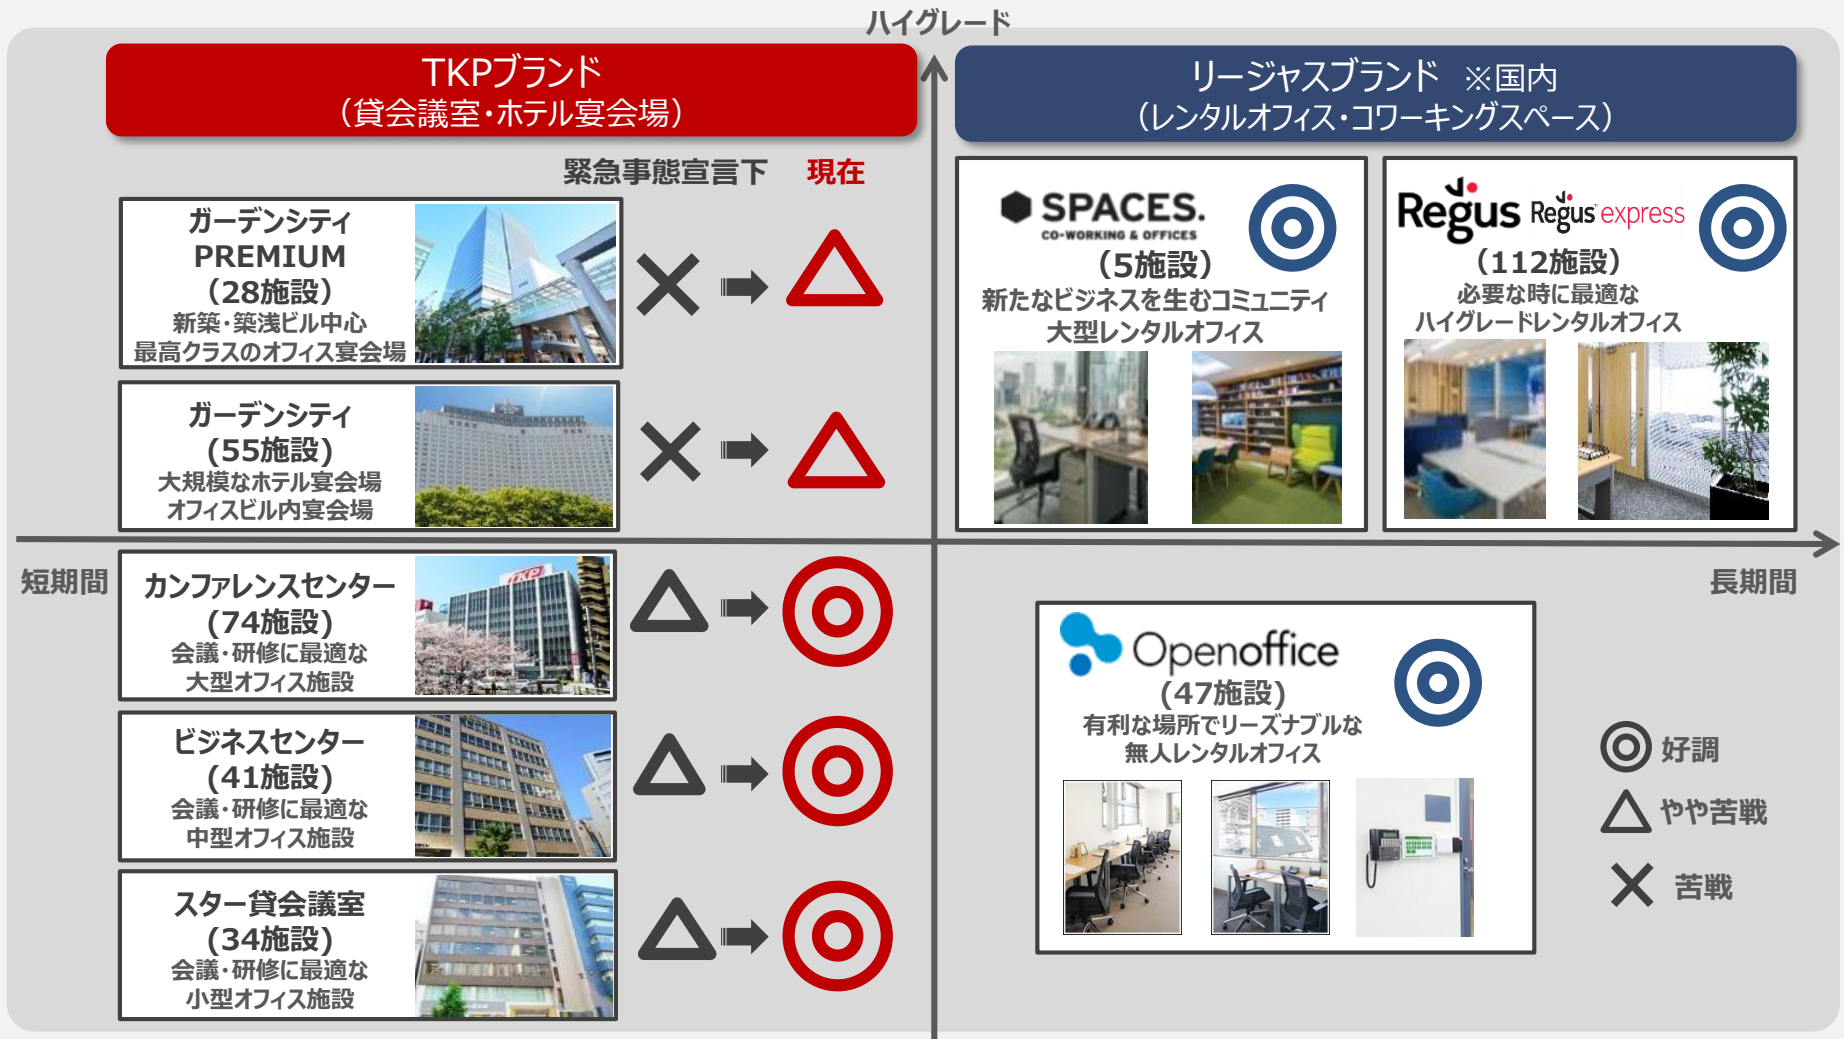 ハイグレード
TKPブランド
（貸会議室・ホテル宴会場）
リージャスブランド ※国内
（レンタルオフィス・コワーキングスペース）
緊急事態宣言下 現在
ガーデンシティ
PREMIUM
（28施設）
新築・築浅ビル中心
最高クラスのオフィス宴会場
ガーデンシティ
(55施設)
大規模なホテル宴会場
オフィスビル内宴会場
SPACES.
CO-WORKING & OFFICES
（5施設）
新たなビジネスを生むコミュニティ
大型レンタルオフィス
Regus Regus express
（112施設）
必要な時に最適な
ハイグレードレンタルオフィス
短期間
長期間
カンファレンスセンター
(74施設)
会議・研修に最適な
大型オフィス施設
TKP
ビジネスセンター
(41施設)
会議・研修に最適な
中型オフィス施設
スター貸会議室
(34施設)
会議・研修に最適な
小型オフィス施設
Openoffice
(47施設)
有利な場所でリーズナブルな
無人レンタルオフィス
好調
やや苦戦
苦戦